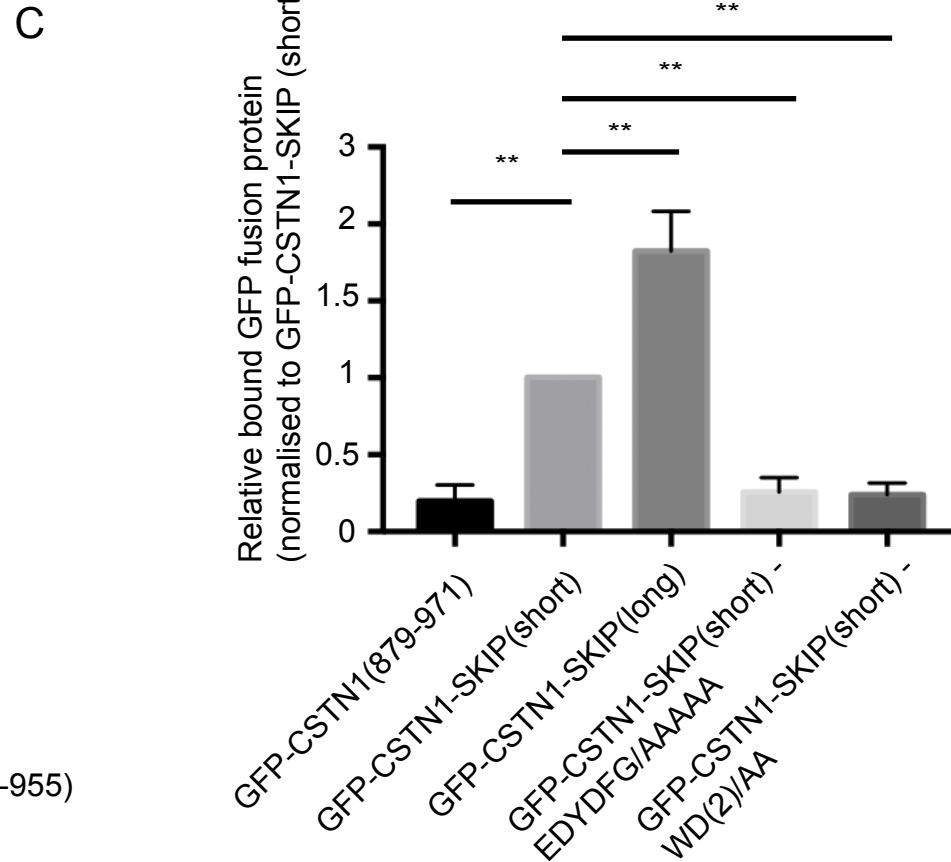 C
**
**
**
**
Relative bound GFP fusion protein
(normalised to GFP-CSTN1-SKIP (short
3
2
1.5
1
0.5
0
GFP-CSTN1(879-971)
GFP-CSTN1-SKIP(short)
GFP-CSTN1-SKIP(long)
GFP-CSTN1-SKIP(short) -
EDYDFG/AAAAA
GFP-CSTN1-SKIP(short) -
WD(2)/AA
-955)